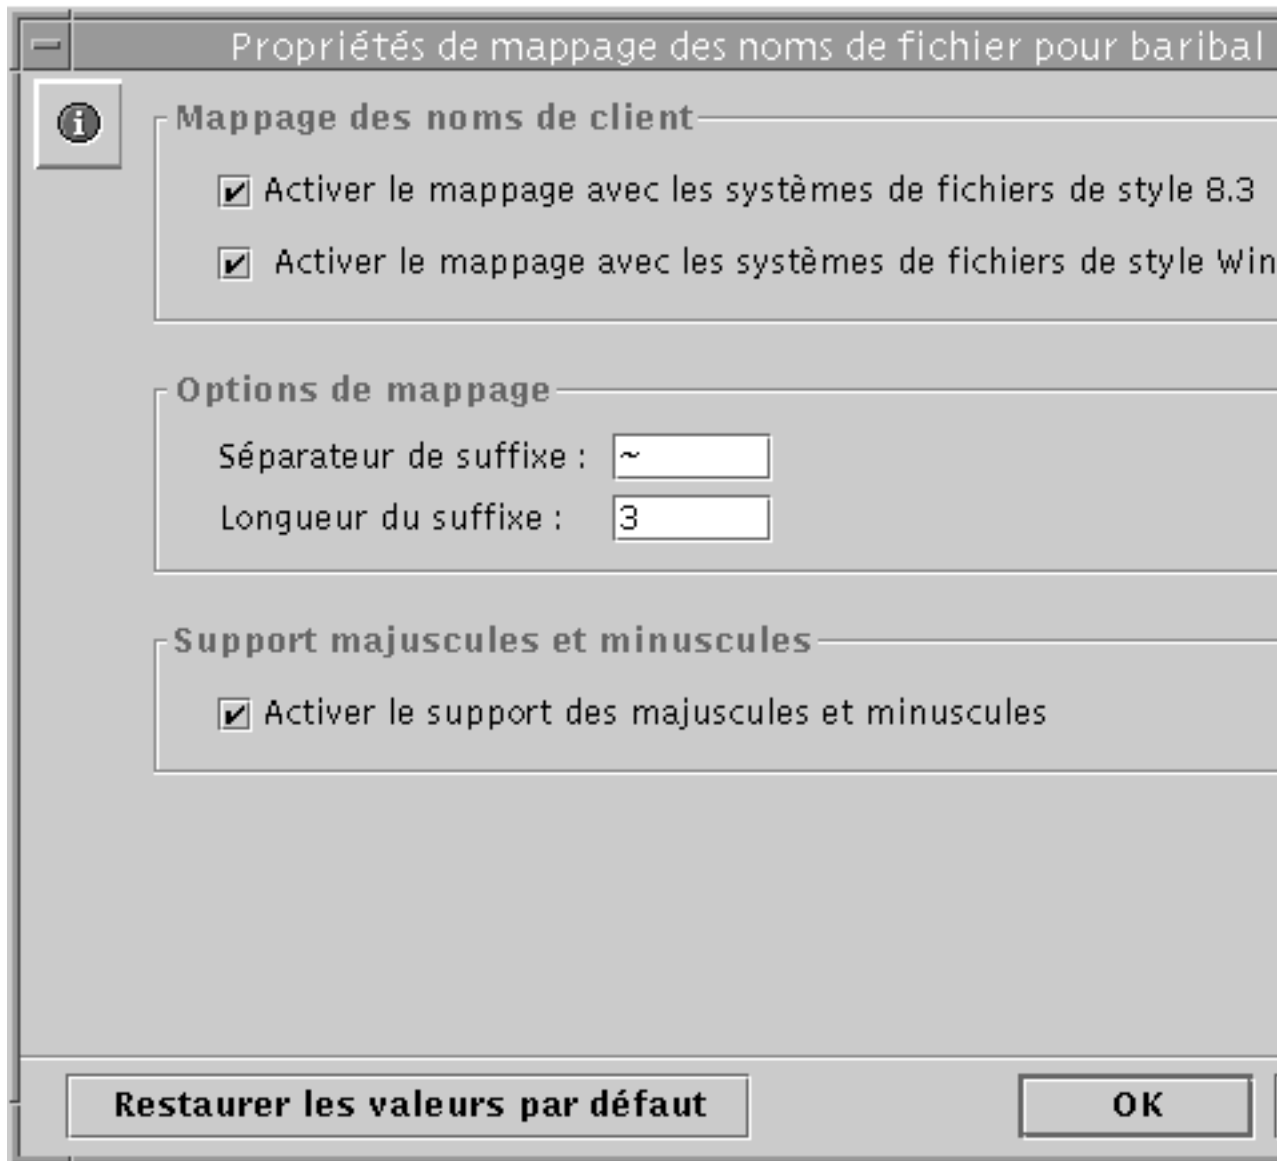 Propriétés de mappage des noms de fichier pour baribal
Mappage des noms de client
Activer le mappage avec les systèmes de fichiers de style 8.3
Activer le mappage avec les systèmes de fichiers de style Win
Options de mappage
Séparateur de suffixe : ~
Longueur du suffixe : 3
Support majuscules et minuscules
Activer le support des majuscules et minuscules
Restaurer les valeurs par défaut OK